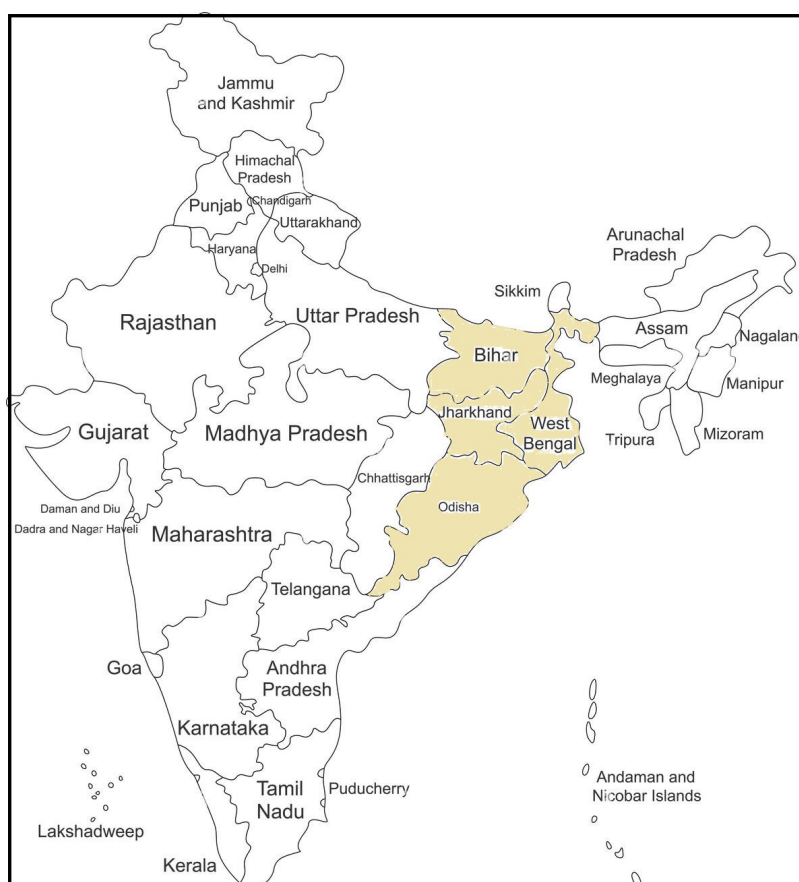 Jammu
and Kashmir
Himachal
Pradesh
Punjab
Chandigarh
Uttarakhand
Haryana
Delhi
Arunachal
Pradesh
Sikkim
Rajasthan
Uttar Pradesh
Assam
Nagalan
Bihar
Meghalaya
Manipur
Jharkhand
Gujarat
Madhya Pradesh
West
Bengal
Tripura
Mizoram
Chhattisgarh
Daman and Diu
Odisha
Dadra and Nagar Haveli
Maharashtra
Telangana
Goa
Andhra
Pradesh
Karnataka
Andaman and
Nicobar Islands
Tamil
Nadu
Puducherry
Lakshadweep
Kerala